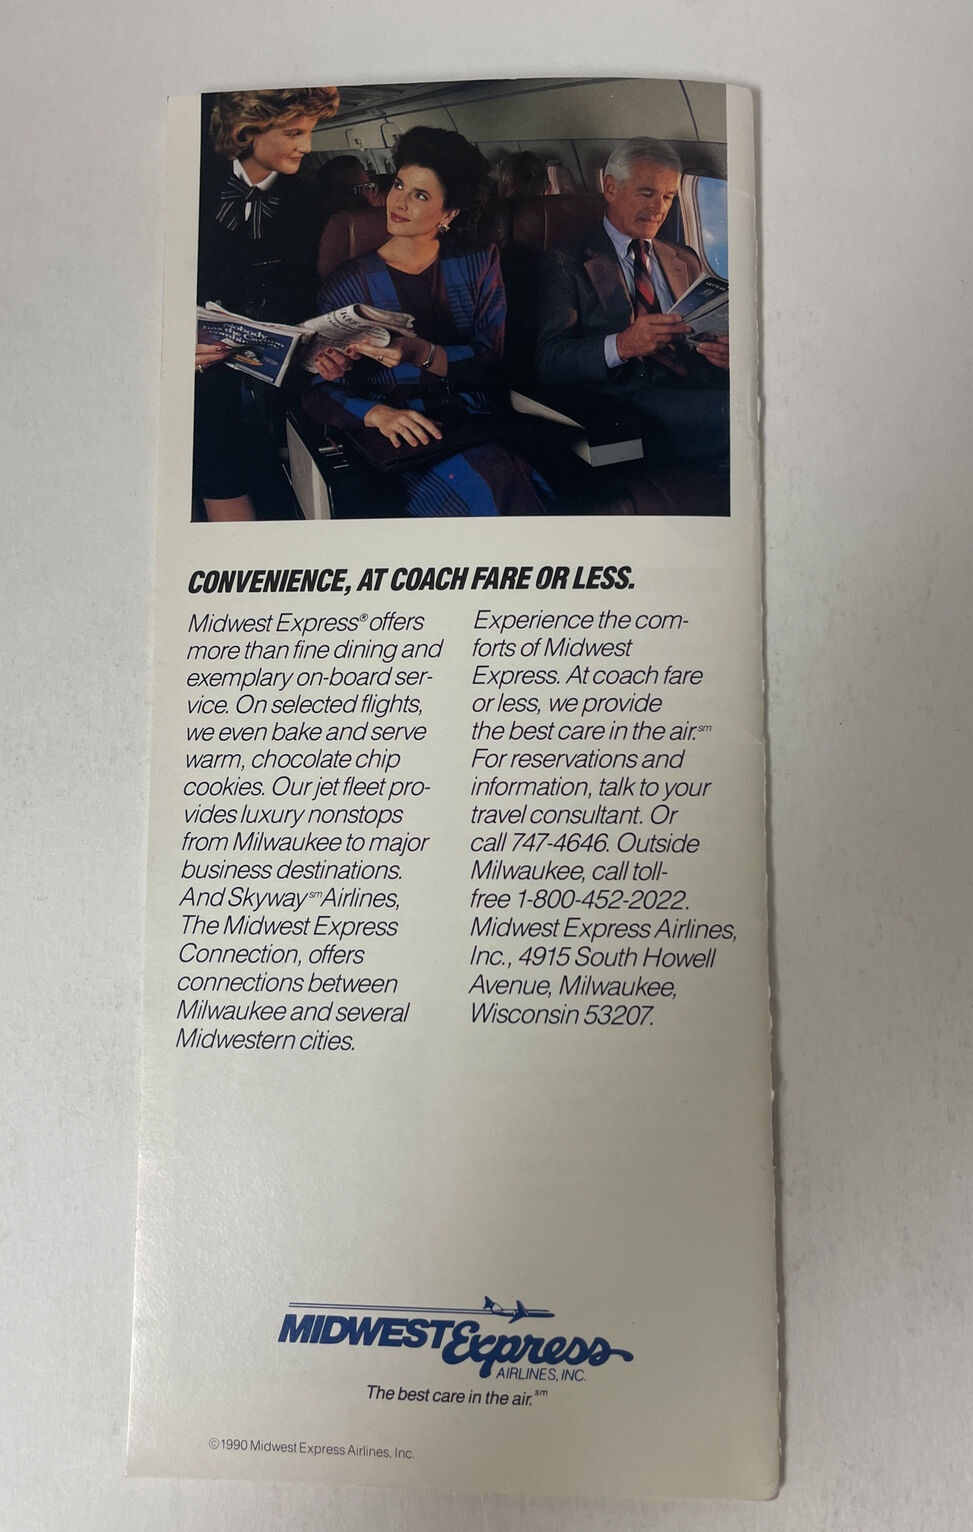 Nobody
has the
CONVENIENCE, AT COACH FARE OR LESS.
Midwest Express® offers
more than fine dining and
exemplary on-board ser-
vice. On selected flights,
we even bake and serve
warm, chocolate chip
cookies. Our jet fleet pro-
vides luxury nonstops
from Milwaukee to major
business destinations.
And Skyway℠ Airlines,
The Midwest Express
Connection, offers
connections between
Milwaukee and several
Midwestern cities.
Experience the com-
forts of Midwest
Express. At coach fare
or less, we provide
the best care in the air.℠
For reservations and
information, talk to your
travel consultant. Or
call 747-4646. Outside
Milwaukee, call toll-
free 1-800-452-2022.
Midwest Express Airlines,
Inc., 4915 South Howell
Avenue, Milwaukee,
Wisconsin 53207.
MIDWEST Express
AIRLINES, INC.
The best care in the air.℠
©1990 Midwest Express Airlines, Inc.